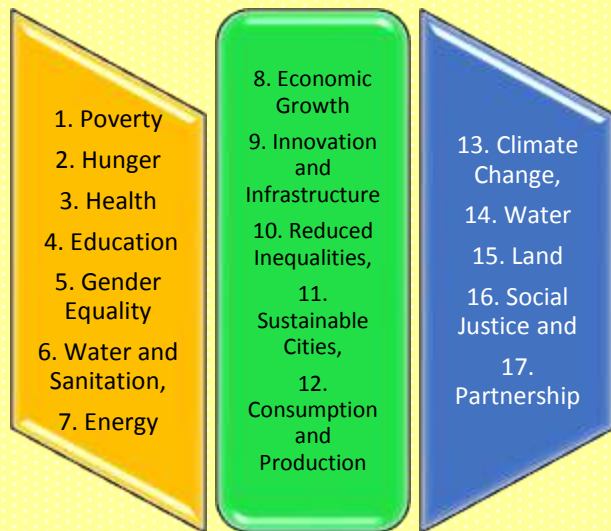 1. Poverty
2. Hunger
3. Health
4. Education
5. Gender
Equality
6. Water and
Sanitation,
7. Energy
8. Economic
Growth
9. Innovation
and
Infrastructure
10. Reduced
Inequalities,
11.
Sustainable
Cities,
12.
Consumption
and
Production
13. Climate
Change,
14. Water
15. Land
16. Social
Justice and
17.
Partnership